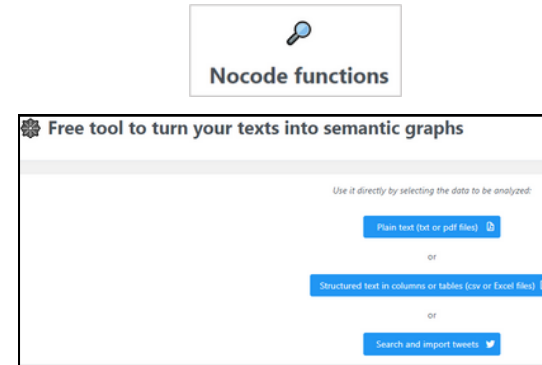 Nocode functions
Free tool to turn your texts into semantic graphs
Use it directly by selecting the data to be analyzed:
Plain text (txt or pdf files)
or
Structured text in columns or tables (csv or Excel files)
or
Search and import tweets